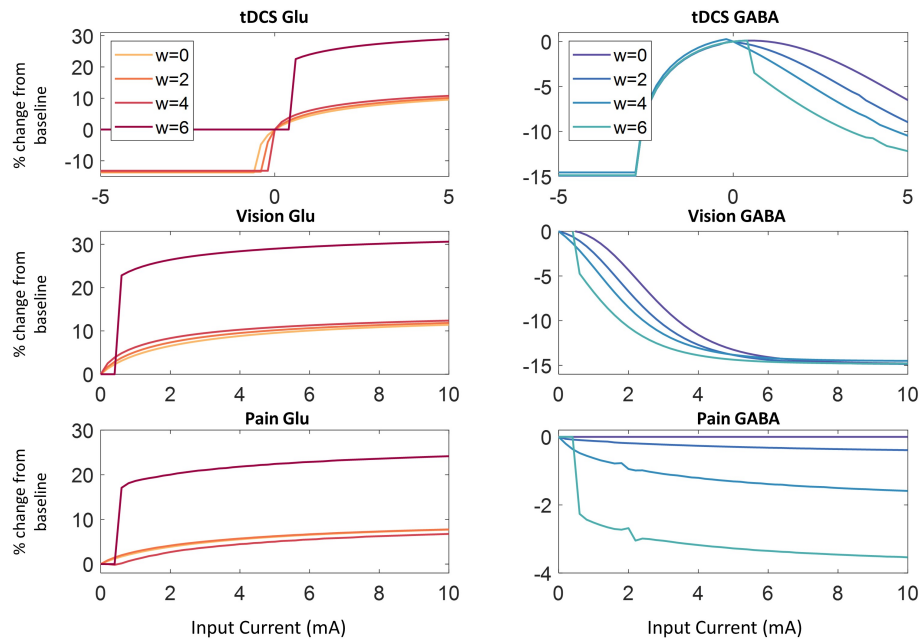 tDCS Glu
% change from
baseline
30
20
10
0
-10
w=0
w=2
w=4
w=6
-5
0
5
tDCS GABA
0
-5
-10
-15
w=0
w=2
w=4
w=6
-5
0
5
Vision Glu
% change from
baseline
30
20
10
0
0
2
4
6
8
10
Vision GABA
0
-5
-10
-15
0
2
4
6
8
10
Pain Glu
% change from
baseline
30
20
10
0
0
2
4
6
8
10
Input Current (mA)
Pain GABA
0
-2
-4
0
2
4
6
8
10
Input Current (mA)